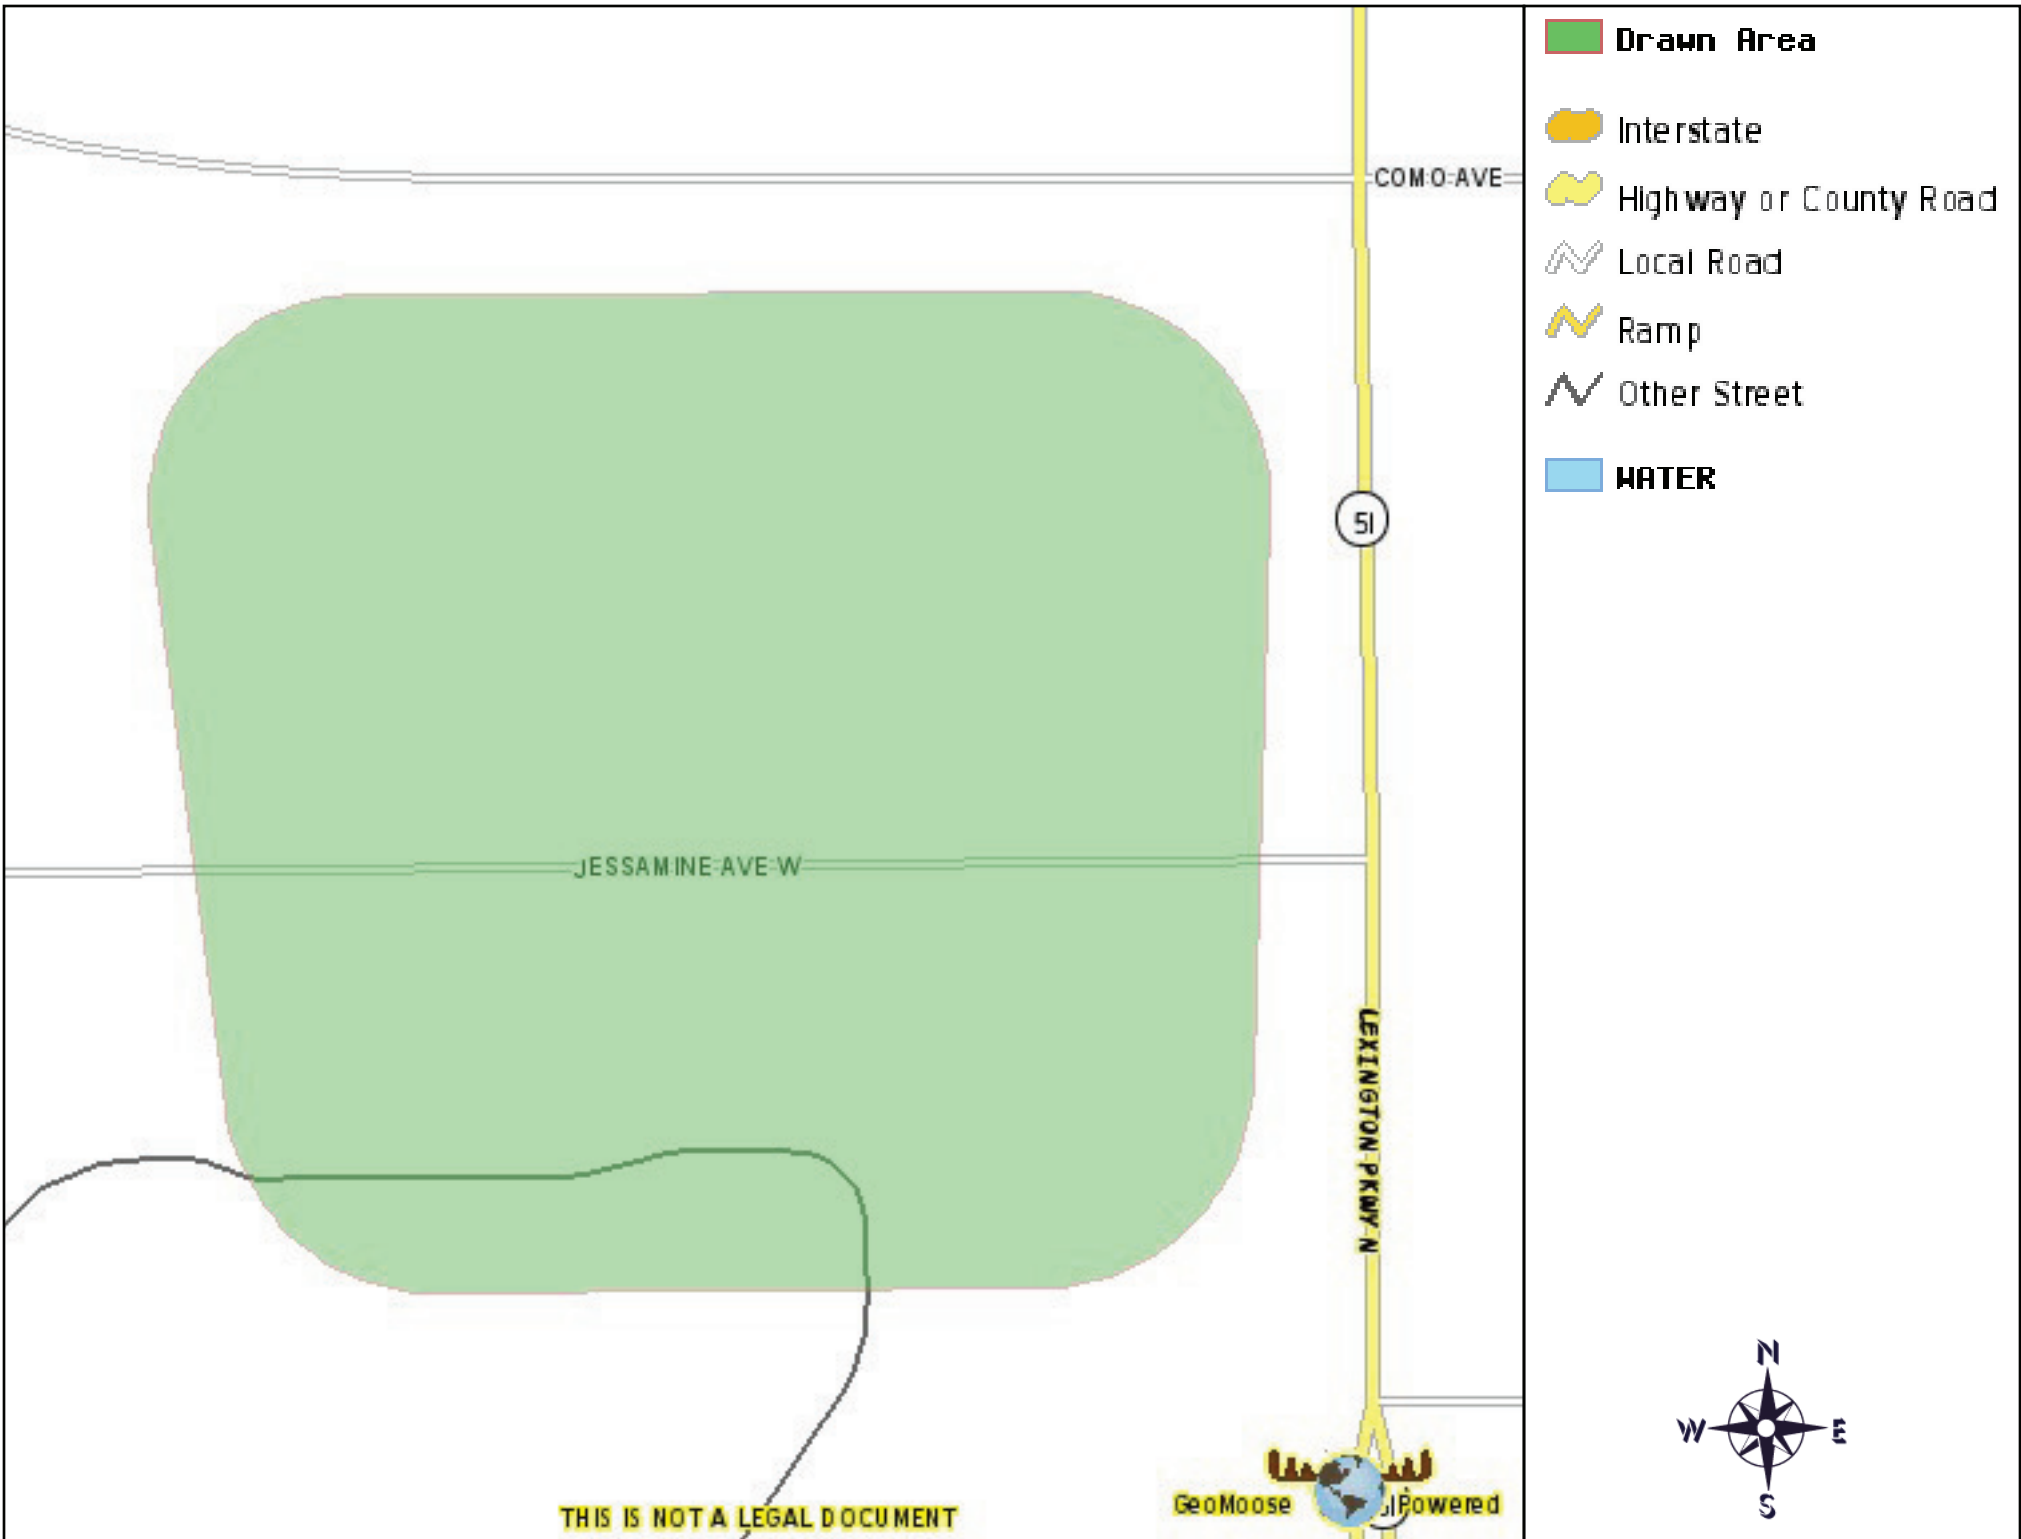 COMO AVE
51
JESSAMINE AVE W
LEXINGTON PKWY N
THIS IS NOT A LEGAL DOCUMENT
GeoMoose Powered
Drawn Area
Interstate
Highway or County Road
Local Road
Ramp
Other Street
WATER
N
W E
S